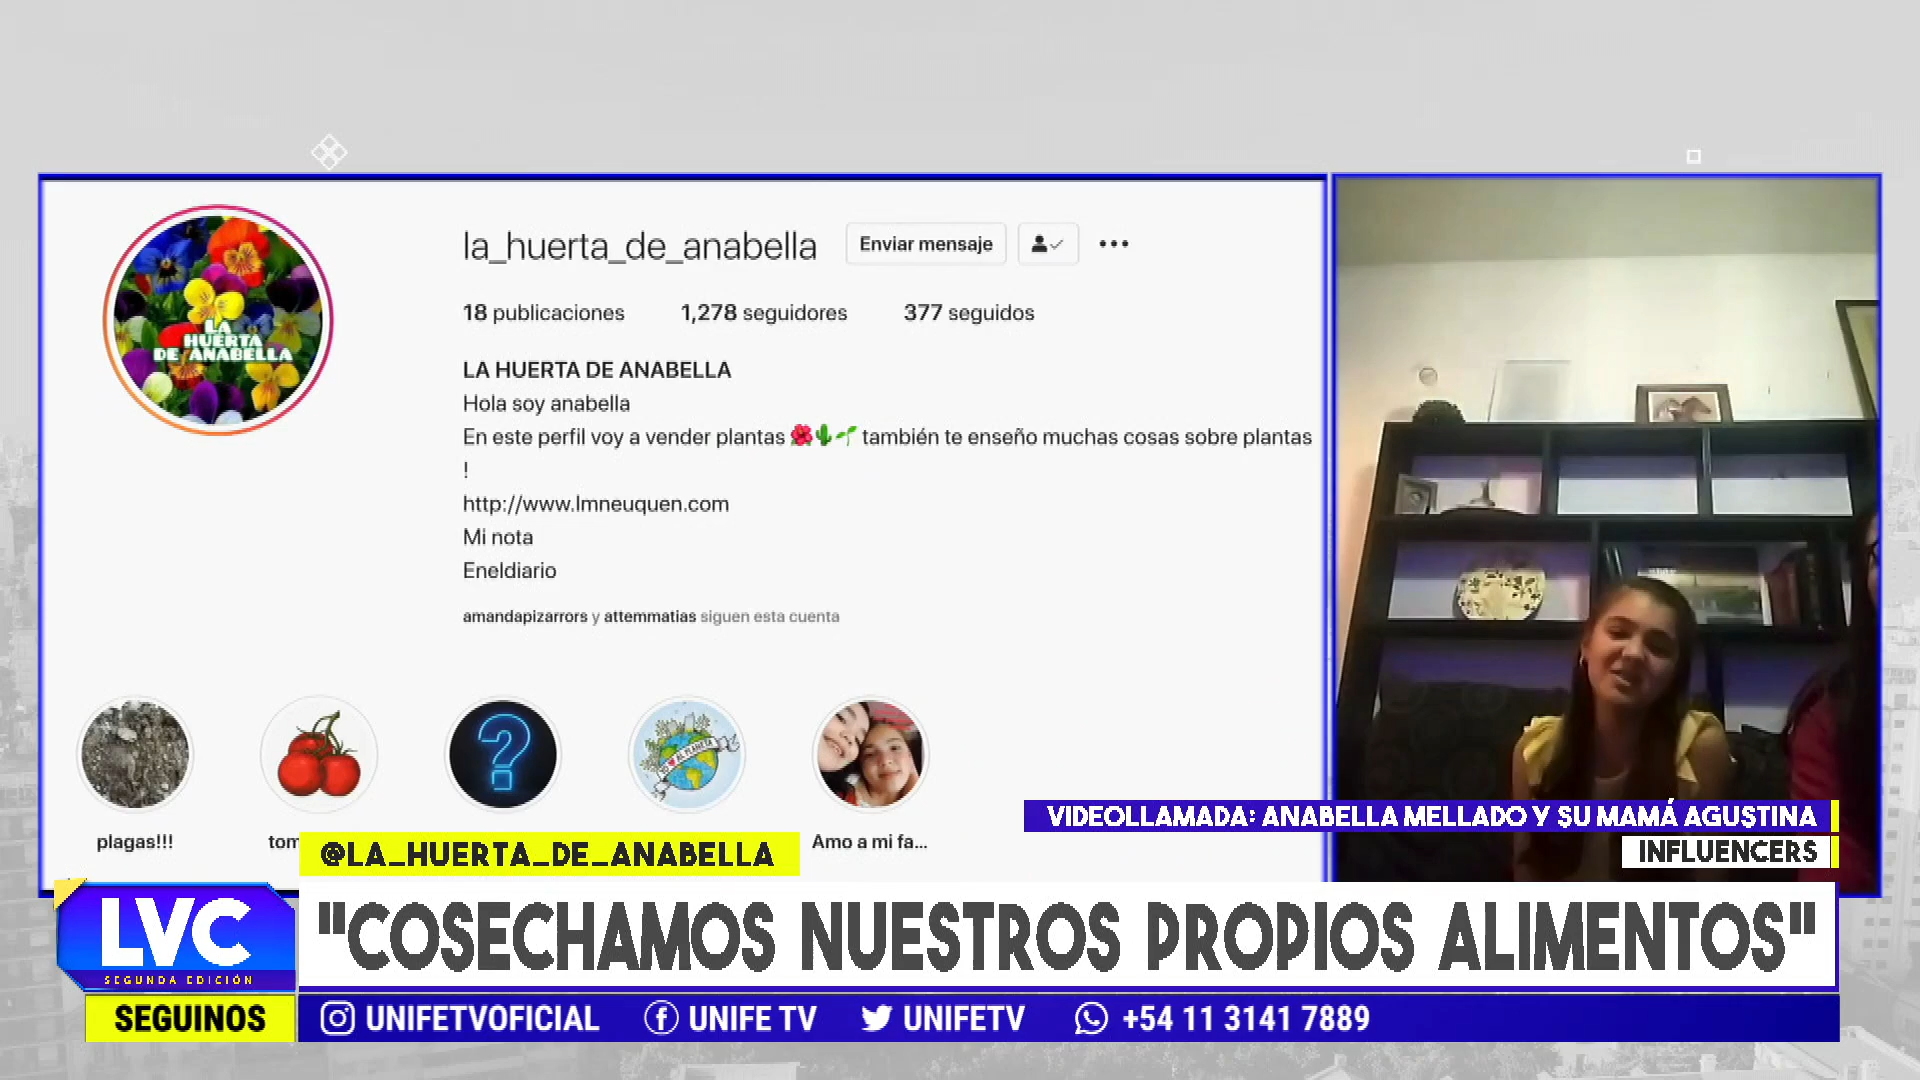 la_huerta_de_anabella
Enviar mensaje
18 publicaciones
1,278 seguidores
377 seguidos
LA HUERTA DE ANABELLA
LA HUERTA DE ANABELLA
Hola soy anabella
En este perfil voy a vender plantas 🌺🌵🌱 también te enseño muchas cosas sobre plantas
!
http://www.lmneuquen.com
Mi nota
Eneldiario
amandapizarrors y attemmatias siguen esta cuenta
YO ❤ AL PLANETA
plagas!!!
tom
Amo a mi fa...
VIDEOLLAMADA: ANABELLA MELLADO Y SU MAMÁ AGUSTINA
INFLUENCERS
@LA_HUERTA_DE_ANABELLA
LVC
SEGUNDA EDICIÓN
"COSECHAMOS NUESTROS PROPIOS ALIMENTOS"
SEGUINOS
UNIFETVOFICIAL
UNIFE TV
UNIFETV
+54 11 3141 7889